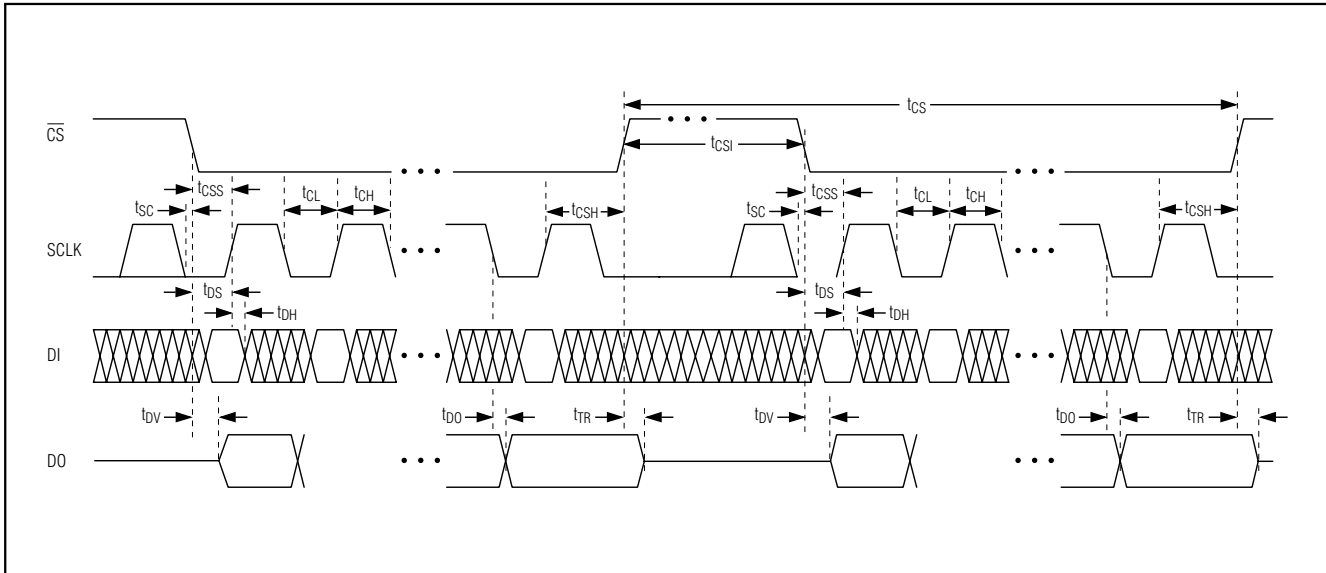 tCS
C̅S̅
tCSI
tCSS tCL tCH tCSS tCL tCH
tSC tCSH tSC tCSH
SCLK
tDS tDS
tDH tDH
DI
tDV tDO tTR tDV tDO tTR
DO